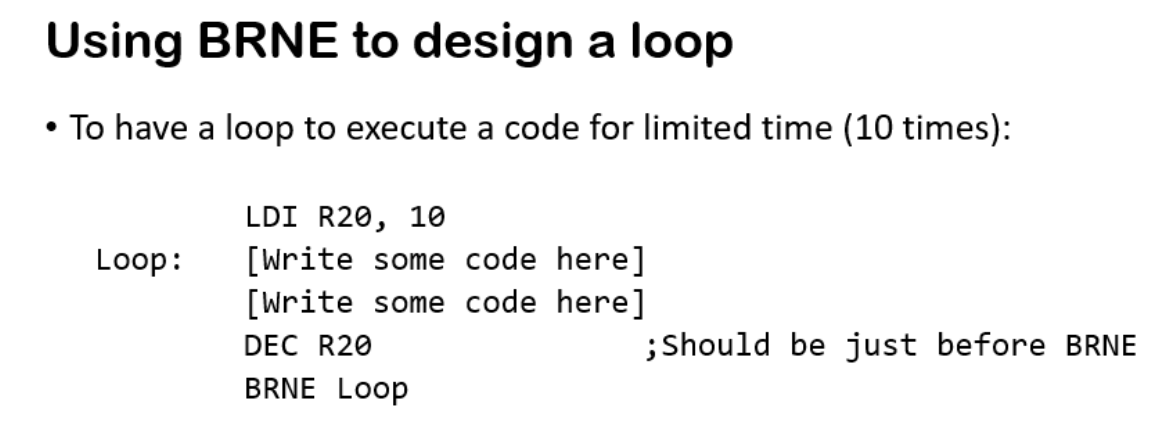 Using BRNE to design a loop
• To have a loop to execute a code for limited time (10 times):
LDI R20, 10
Loop: [Write some code here]
[Write some code here]
DEC R20 ;Should be just before BRNE
BRNE Loop